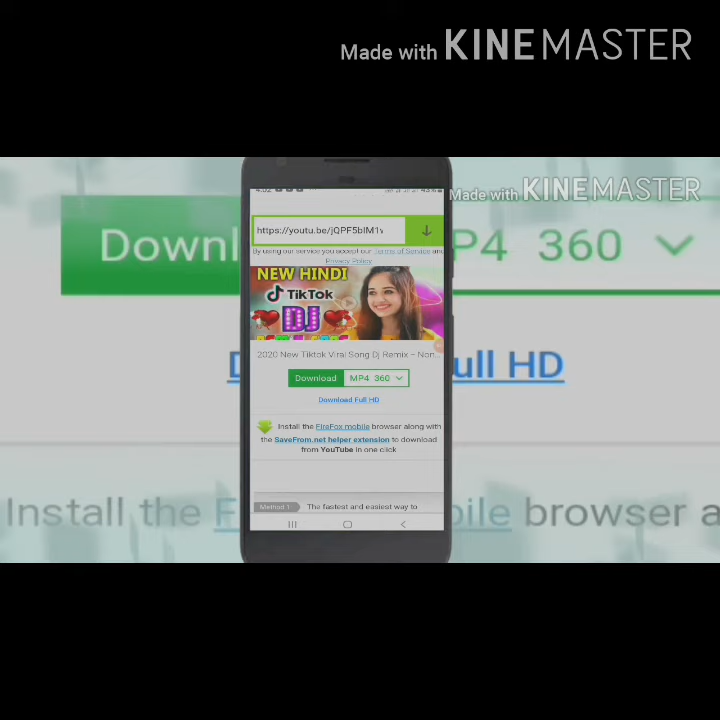 Made with KINEMASTER
Made with KINEMASTER
https://youtu.be/jQPF5bIM1
By using our service you accept our Terms of Service and
Privacy Policy
NEW HINDI
TikTok
DJ
2020 New Tiktok Viral Song Dj Remix ~ Non...
Download MP4 360
Download Full HD
Install the FireFox mobile browser along with
the SaveFrom.net helper extension to download
from YouTube in one click
Method 1
The fastest and easiest way to
Downl
P4 360
ull HD
Install the F
bile browser a